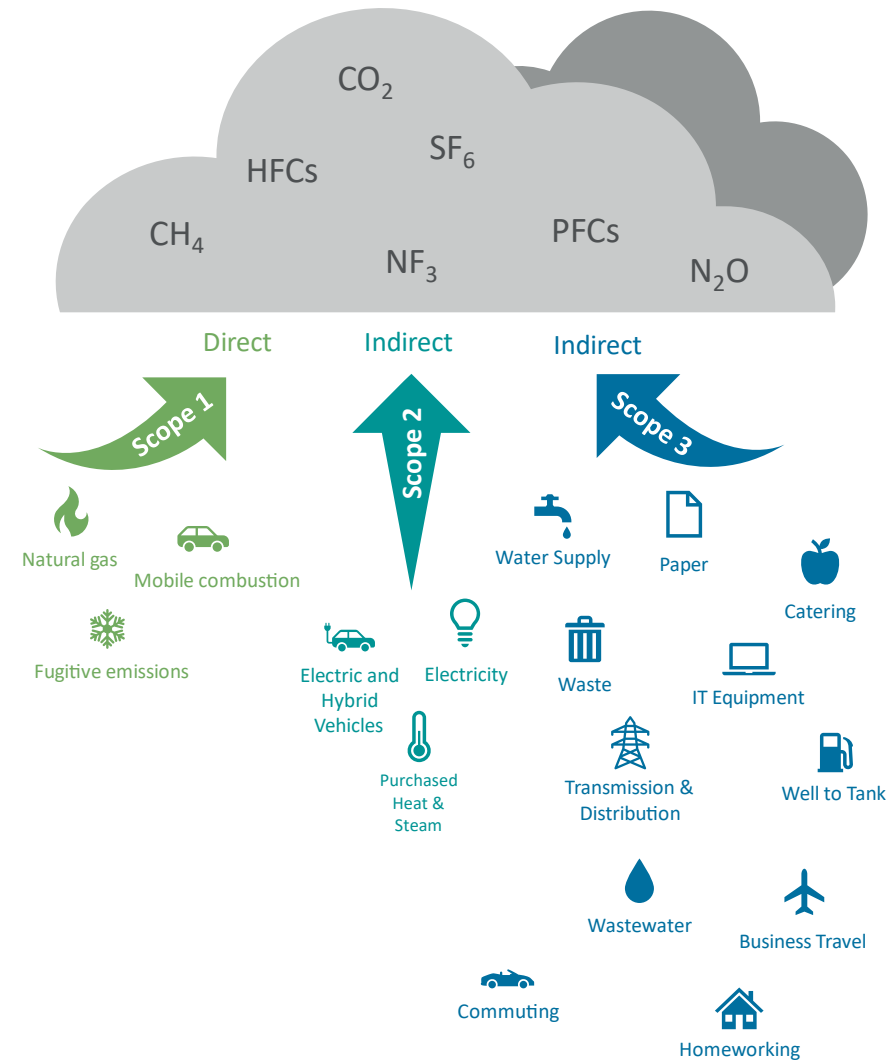 CO₂
SF₆
HFCs
CH₄
PFCs
NF₃
N₂O
Direct
Indirect
Indirect
Scope 1
Scope 2
Scope 3
Natural gas
Mobile combustion
Fugitive emissions
Electric and
Hybrid
Vehicles
Electricity
Purchased
Heat &
Steam
Water Supply
Paper
Catering
Waste
IT Equipment
Transmission &
Distribution
Well to Tank
Wastewater
Business Travel
Commuting
Homeworking